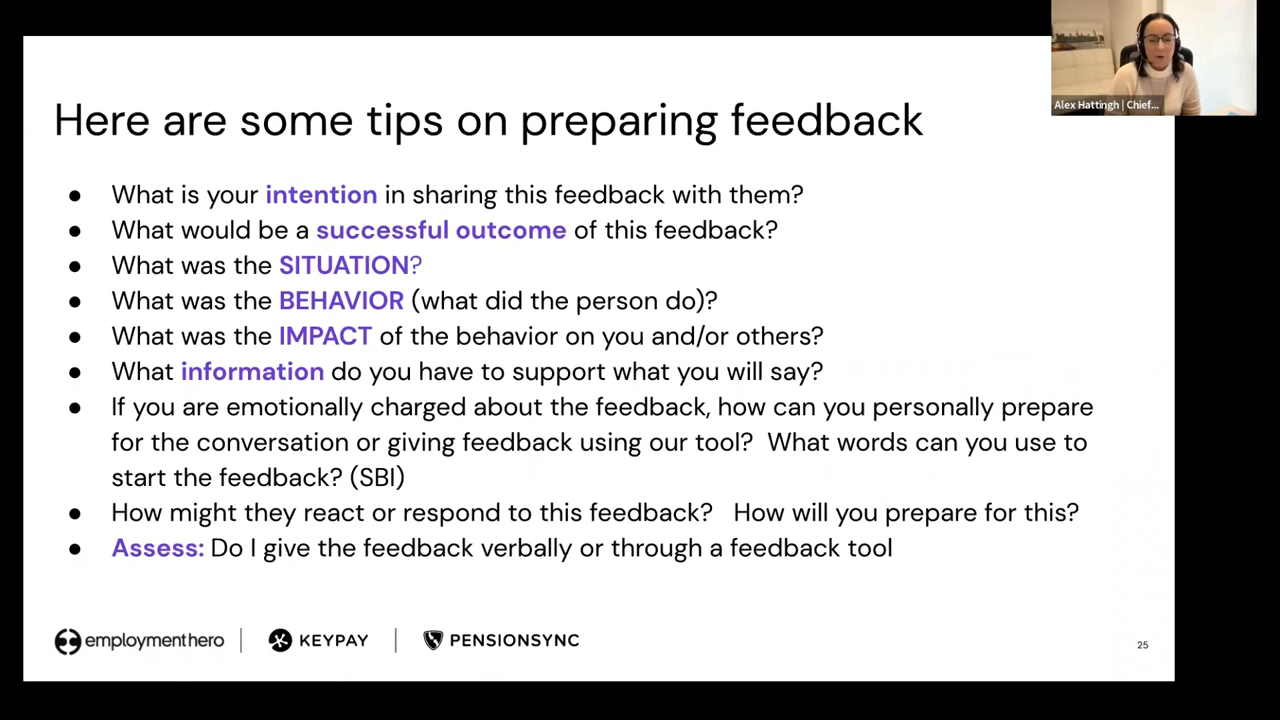 Alex Hattingh | Chief...
Here are some tips on preparing feedback
● What is your intention in sharing this feedback with them?
● What would be a successful outcome of this feedback?
● What was the SITUATION?
● What was the BEHAVIOR (what did the person do)?
● What was the IMPACT of the behavior on you and/or others?
● What information do you have to support what you will say?
● If you are emotionally charged about the feedback, how can you personally prepare
for the conversation or giving feedback using our tool?  What words can you use to
start the feedback? (SBI)
● How might they react or respond to this feedback?   How will you prepare for this?
● Assess: Do I give the feedback verbally or through a feedback tool
employmenthero | KEYPAY | PENSIONSYNC
25